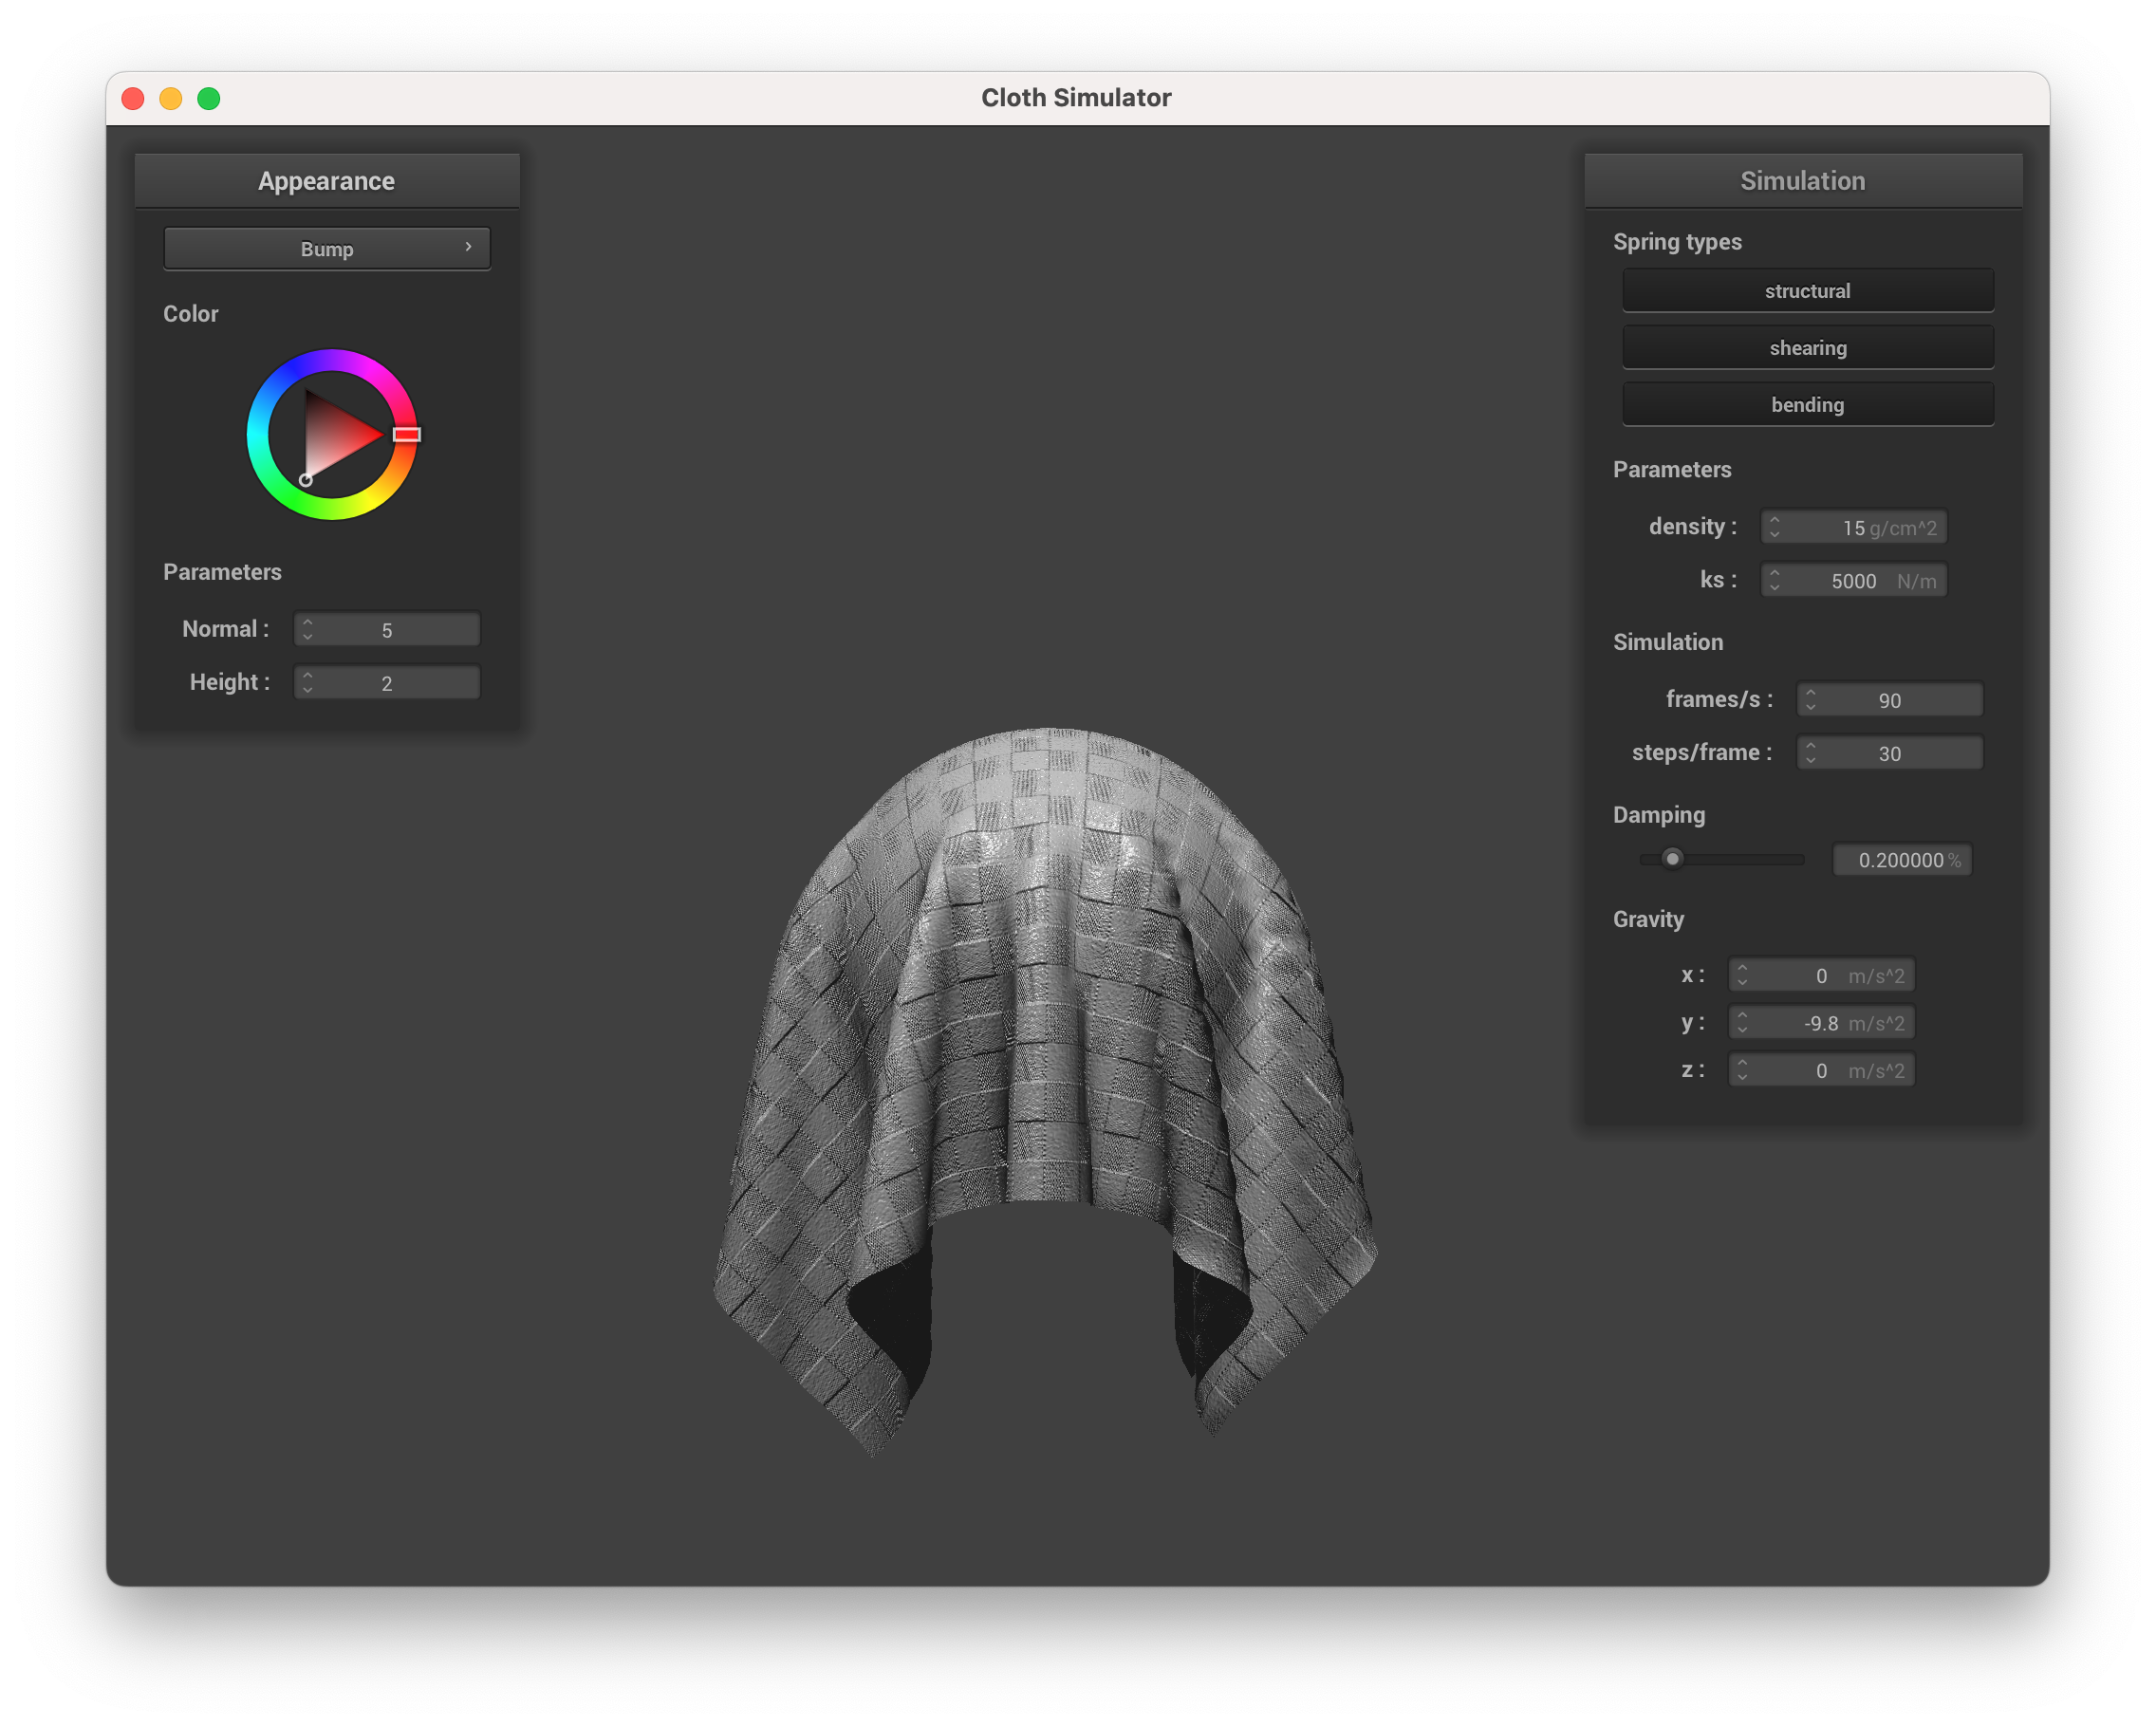 Cloth Simulator
Appearance
Bump
Color
Parameters
Normal : 5
Height : 2
Simulation
Spring types
structural
shearing
bending
Parameters
density : 15 g/cm^2
ks : 5000 N/m
Simulation
frames/s : 90
steps/frame : 30
Damping
0.200000 %
Gravity
x : 0 m/s^2
y : -9.8 m/s^2
z : 0 m/s^2